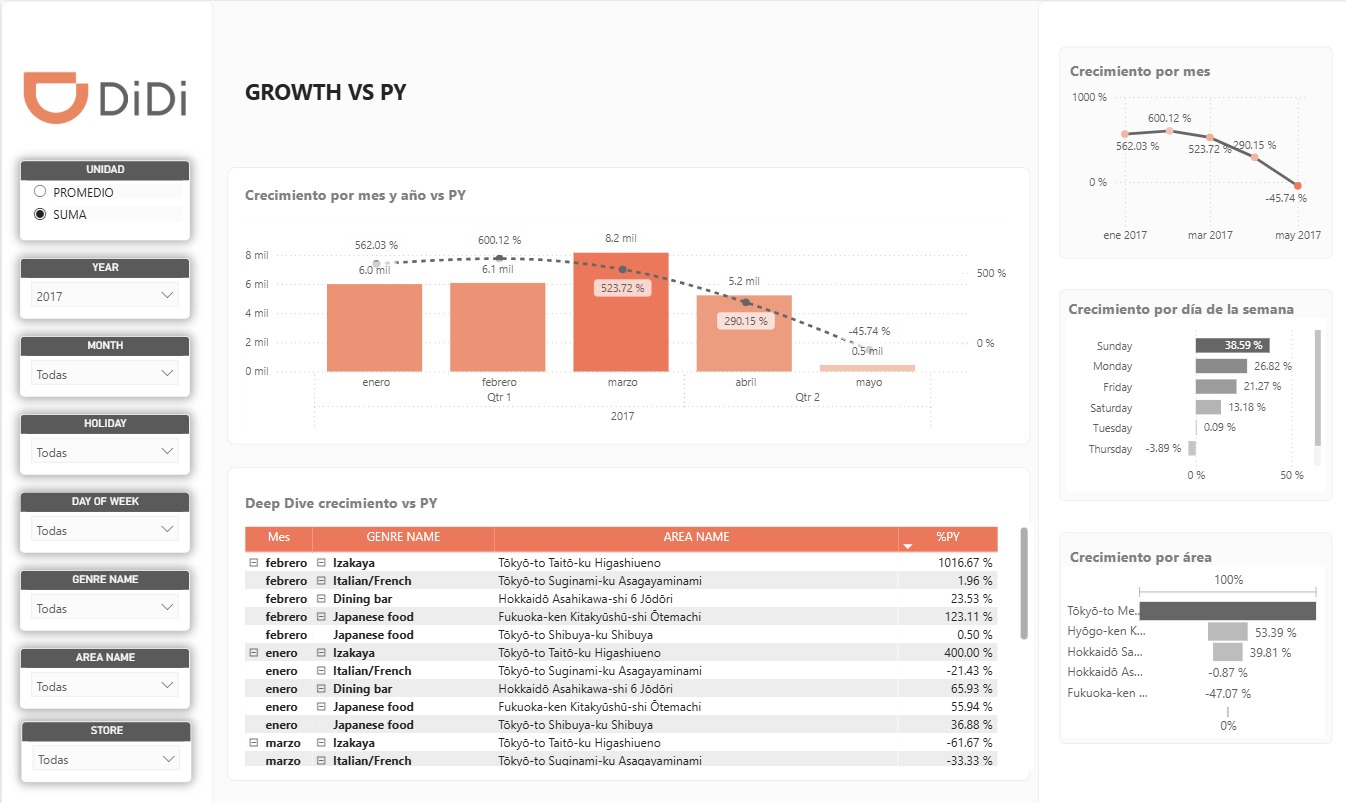 DiDi
UNIDAD
PROMEDIO
SUMA
YEAR
2017
MONTH
Todas
HOLIDAY
Todas
DAY OF WEEK
Todas
GENRE NAME
Todas
AREA NAME
Todas
STORE
Todas
GROWTH VS PY
Crecimiento por mes y año vs PY
8 mil
6 mil
4 mil
2 mil
0 mil
500 %
0 %
562.03 %
6.0 mil
600.12 %
6.1 mil
8.2 mil
523.72 %
5.2 mil
290.15 %
-45.74 %
0.5 mil
enero febrero marzo abril mayo
Qtr 1 Qtr 2
2017
Deep Dive crecimiento vs PY
Mes GENRE NAME AREA NAME %PY
febrero Izakaya Tōkyō-to Taitō-ku Higashiueno 1016.67 %
febrero Italian/French Tōkyō-to Suginami-ku Asagayaminami 1.96 %
febrero Dining bar Hokkaidō Asahikawa-shi 6 Jōdōri 23.53 %
febrero Japanese food Fukuoka-ken Kitakyūshū-shi Ōtemachi 123.11 %
febrero Japanese food Tōkyō-to Shibuya-ku Shibuya 0.50 %
enero Izakaya Tōkyō-to Taitō-ku Higashiueno 400.00 %
enero Italian/French Tōkyō-to Suginami-ku Asagayaminami -21.43 %
enero Dining bar Hokkaidō Asahikawa-shi 6 Jōdōri 65.93 %
enero Japanese food Fukuoka-ken Kitakyūshū-shi Ōtemachi 55.94 %
enero Japanese food Tōkyō-to Shibuya-ku Shibuya 36.88 %
marzo Izakaya Tōkyō-to Taitō-ku Higashiueno -61.67 %
marzo Italian/French Tōkyō-to Suginami-ku Asagayaminami -33.33 %
Crecimiento por mes
1000 %
0 %
600.12 %
562.03 %
523.72 %
290.15 %
-45.74 %
ene 2017 mar 2017 may 2017
Crecimiento por día de la semana
Sunday 38.59 %
Monday 26.82 %
Friday 21.27 %
Saturday 13.18 %
Tuesday 0.09 %
Thursday -3.89 %
0 % 50 %
Crecimiento por área
100%
Tōkyō-to Me...
Hyōgo-ken K... 53.39 %
Hokkaidō Sa... 39.81 %
Hokkaidō As... -0.87 %
Fukuoka-ken ... -47.07 %
0%